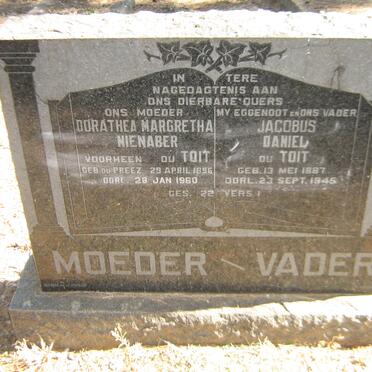 IN TERE
NAGEDAGTENIS AAN
ONS DIERBARE OUERS
ONS MOEDER
DORATHEA MARGRETHA
NIENABER
VOORHEEN DU TOIT
GEB DU PREEZ 29 APRIL 1896
OORL. 28 JAN 1960
MY EGGENOOT EN ONS VADER
JACOBUS
DANIEL
DU TOIT
GEB. 13 MEI 1887
OORL. 23 SEPT. 1945
GES. 22 VERS 1
MOEDER ~ VADER